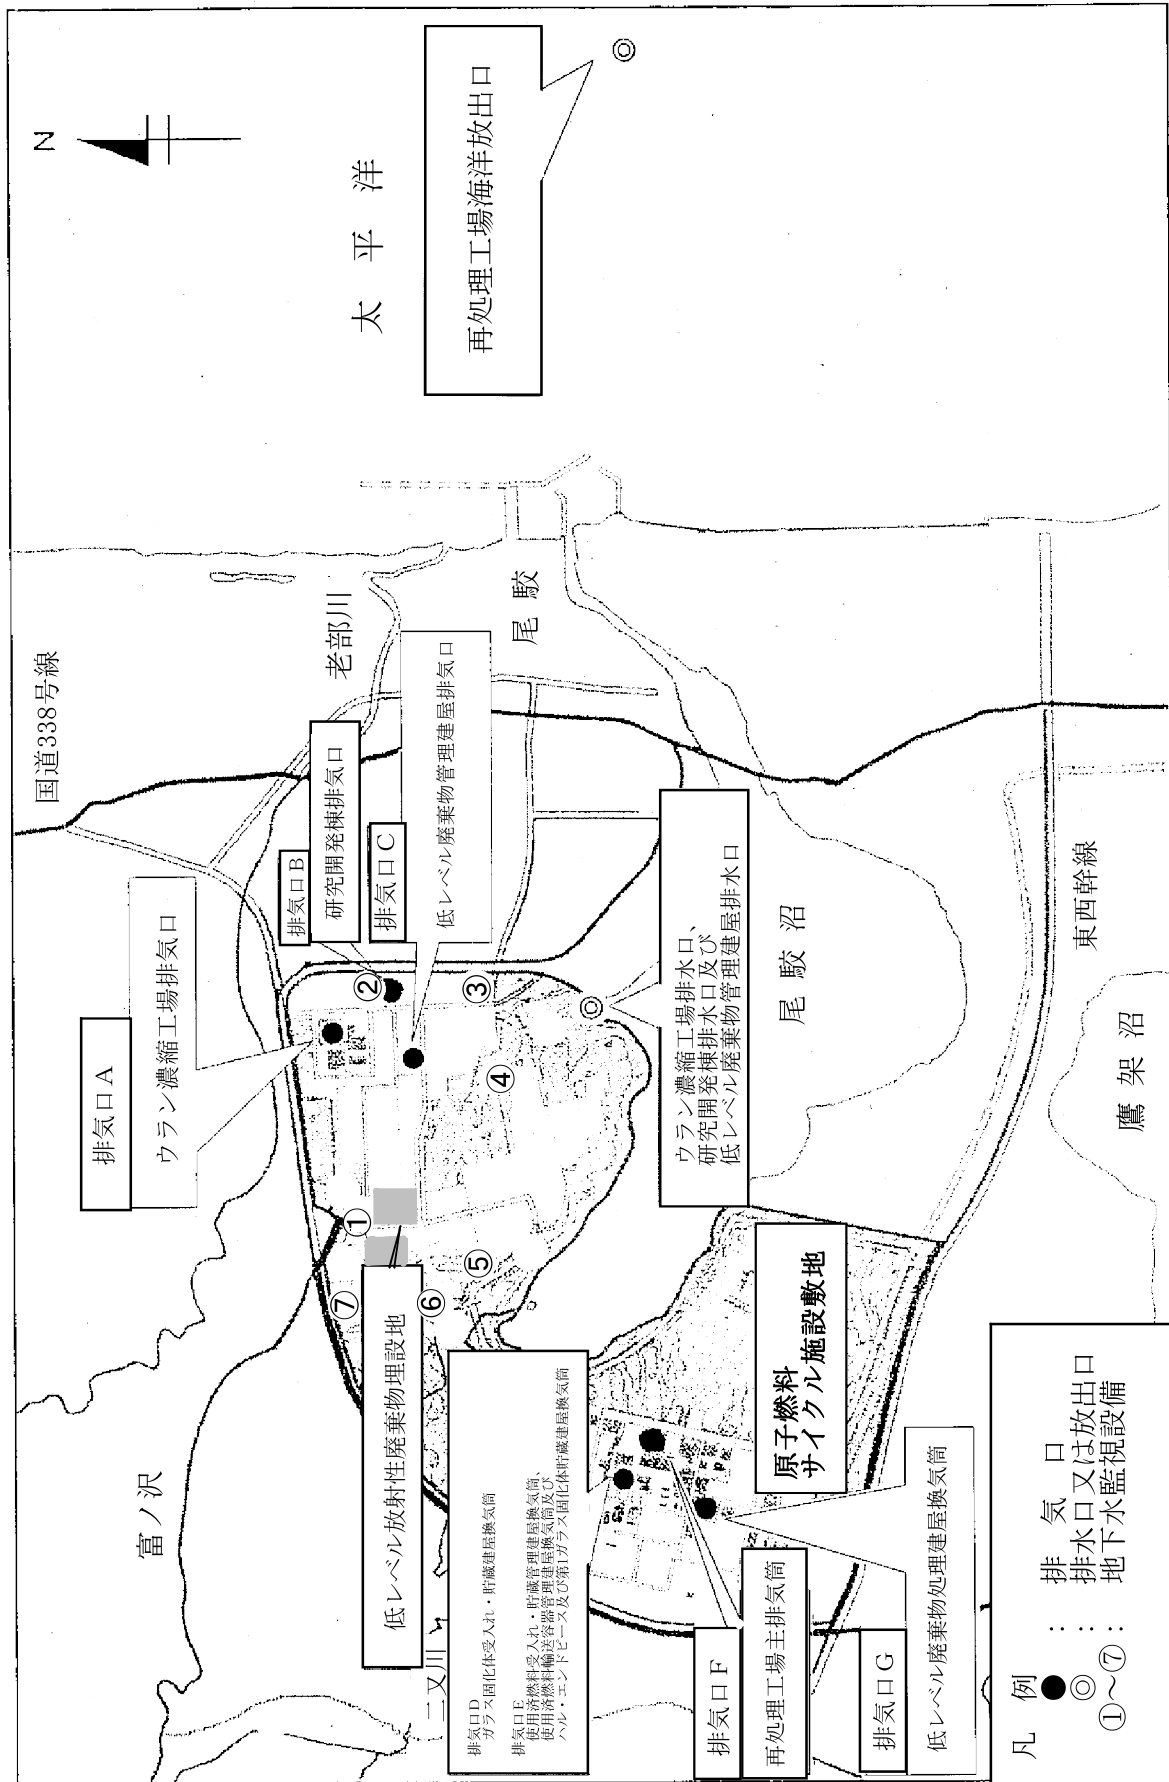 N
国道338号線
太平洋
再処理工場海洋放出口
富ノ沢
老部川
尾駮
二又川
尾駮沼
東西幹線
鷹架沼
排気口A
ウラン濃縮工場排気口
排気口B
研究開発棟排気口
排気口C
低レベル廃棄物管理建屋排気口
①
②
③
④
⑤
⑥
⑦
低レベル放射性廃棄物埋設地
ウラン濃縮工場排水口、
研究開発棟排水口及び
低レベル廃棄物管理建屋排水口
排気口D
ガラス固化体受入れ・貯蔵建屋換気筒
排気口E
使用済燃料受入れ・貯蔵管理建屋換気筒、
使用済燃料輸送容器管理建屋換気筒及び
ハル・エンドピース及び第1ガラス固化体貯蔵建屋換気筒
原子燃料
サイクル施設敷地
排気口F
再処理工場主排気筒
排気口G
低レベル廃棄物処理建屋換気筒
凡例
● : 排気口
◎ : 排水口又は放出口
①~⑦ : 地下水監視設備